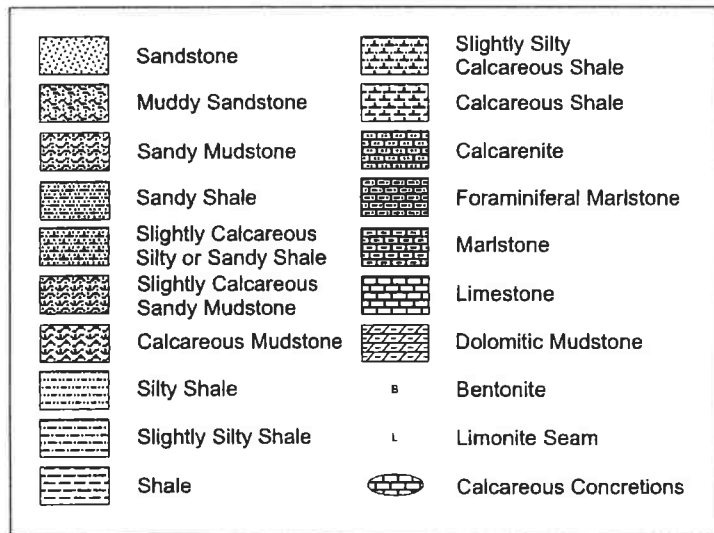 Sandstone
Muddy Sandstone
Sandy Mudstone
Sandy Shale
Slightly Calcareous
Silty or Sandy Shale
Slightly Calcareous
Sandy Mudstone
Calcareous Mudstone
Silty Shale
Slightly Silty Shale
Shale
Slightly Silty
Calcareous Shale
Calcareous Shale
Calcarenite
Foraminiferal Marlstone
Marlstone
Limestone
Dolomitic Mudstone
B Bentonite
L Limonite Seam
Calcareous Concretions